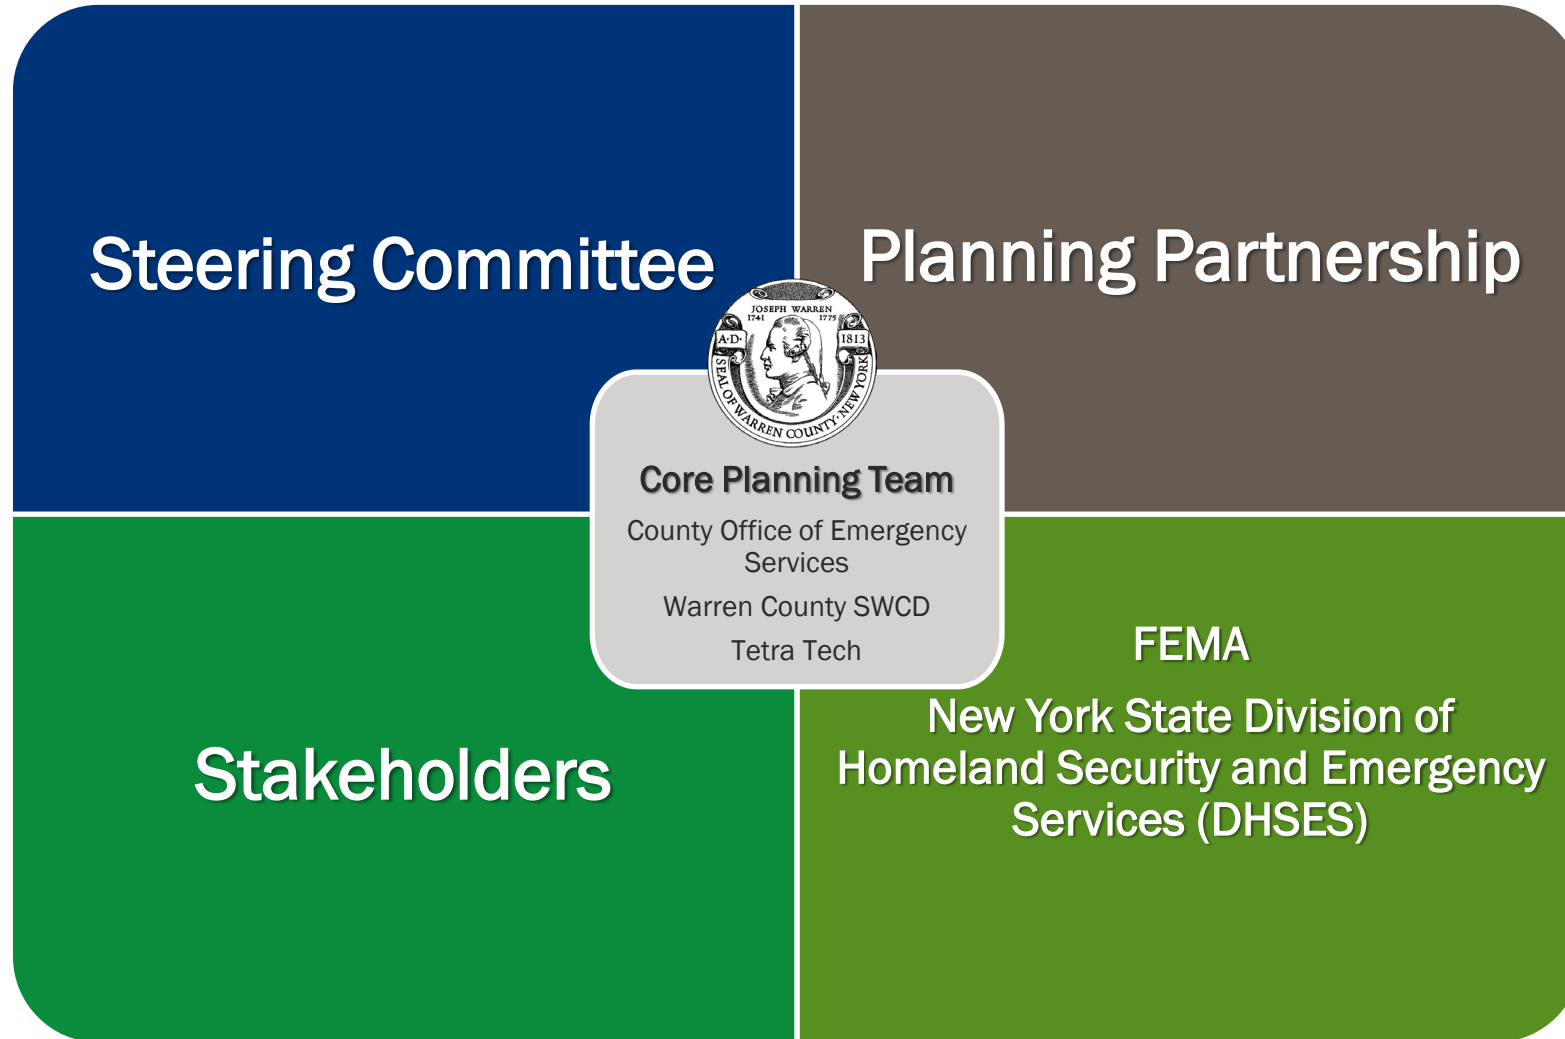 Steering Committee
Planning Partnership
JOSEPH WARREN
1741 1775
A·D· 1813
SEAL OF WARREN COUNTY·NEW YORK
Core Planning Team
County Office of Emergency
Services
Warren County SWCD
Tetra Tech
Stakeholders
FEMA
New York State Division of
Homeland Security and Emergency
Services (DHSES)